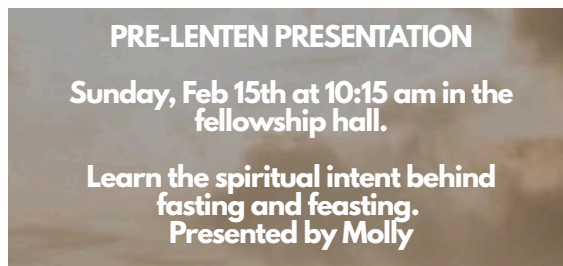 PRE-LENTEN PRESENTATION
Sunday, Feb 15th at 10:15 am in the
fellowship hall.
Learn the spiritual intent behind
fasting and feasting.
Presented by Molly